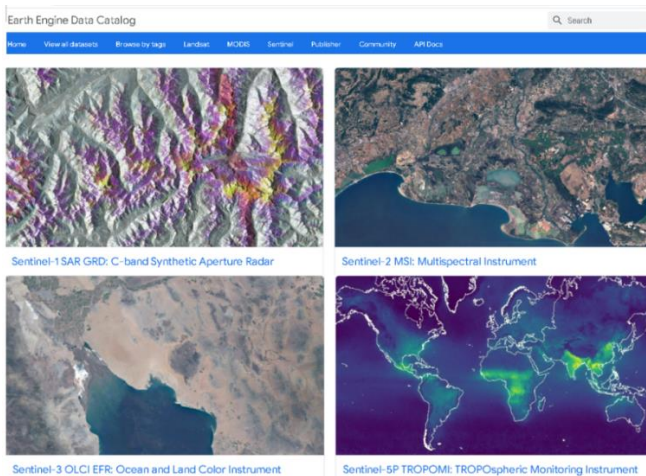 Earth Engine Data Catalog
Search
Home View all datasets Browse by tags Landsat MODIS Sentinel Publisher Community API Docs
Sentinel-1 SAR GRD: C-band Synthetic Aperture Radar
Sentinel-2 MSI: Multispectral Instrument
Sentinel-3 OLCI EFR: Ocean and Land Color Instrument
Sentinel-5P TROPOMI: TROPOspheric Monitoring Instrument